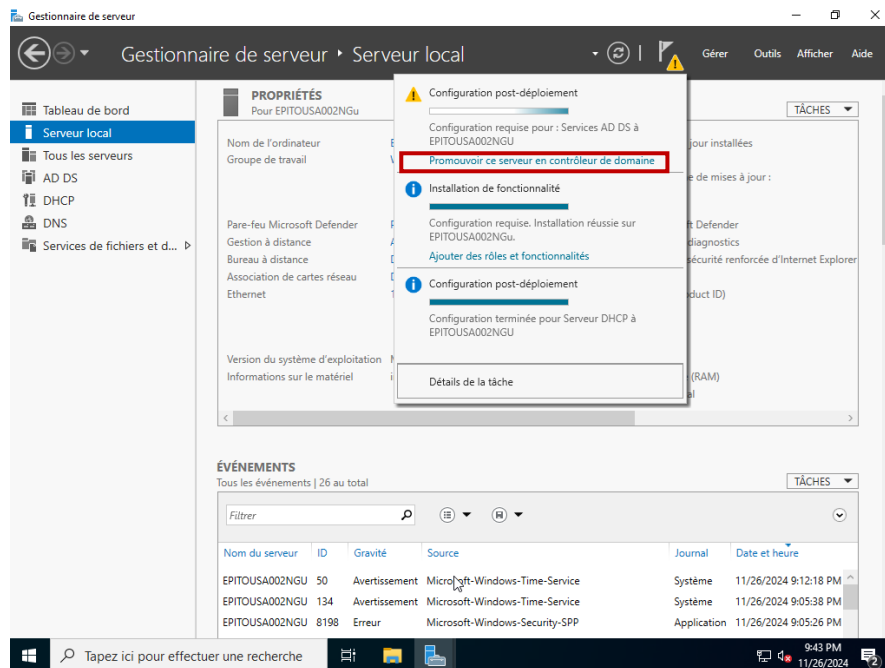 Gestionnaire de serveur
Gestionnaire de serveur ‣ Serveur local
Gérer Outils Afficher Aide
Tableau de bord
Serveur local
Tous les serveurs
AD DS
DHCP
DNS
Services de fichiers et d...
PROPRIÉTÉS
Pour EPITOUSA002NGu
TÂCHES
Nom de l'ordinateur
Groupe de travail
jour installées
e de mises à jour :
Pare-feu Microsoft Defender
Gestion à distance
Bureau à distance
Association de cartes réseau
Ethernet
ft Defender
diagnostics
sécurité renforcée d'Internet Explorer
duct ID)
Version du système d'exploitation
Informations sur le matériel
(RAM)
al
Configuration post-déploiement
Configuration requise pour : Services AD DS à
EPITOUSA002NGU
Promouvoir ce serveur en contrôleur de domaine
Installation de fonctionnalité
Configuration requise. Installation réussie sur
EPITOUSA002NGu.
Ajouter des rôles et fonctionnalités
Configuration post-déploiement
Configuration terminée pour Serveur DHCP à
EPITOUSA002NGU
Détails de la tâche
ÉVÉNEMENTS
Tous les événements | 26 au total
TÂCHES
Filtrer
Nom du serveur ID Gravité Source Journal Date et heure
EPITOUSA002NGU 50 Avertissement Microsoft-Windows-Time-Service Système 11/26/2024 9:12:18 PM
EPITOUSA002NGU 134 Avertissement Microsoft-Windows-Time-Service Système 11/26/2024 9:05:38 PM
EPITOUSA002NGU 8198 Erreur Microsoft-Windows-Security-SPP Application 11/26/2024 9:05:26 PM
Tapez ici pour effectuer une recherche
9:43 PM
11/26/2024
2